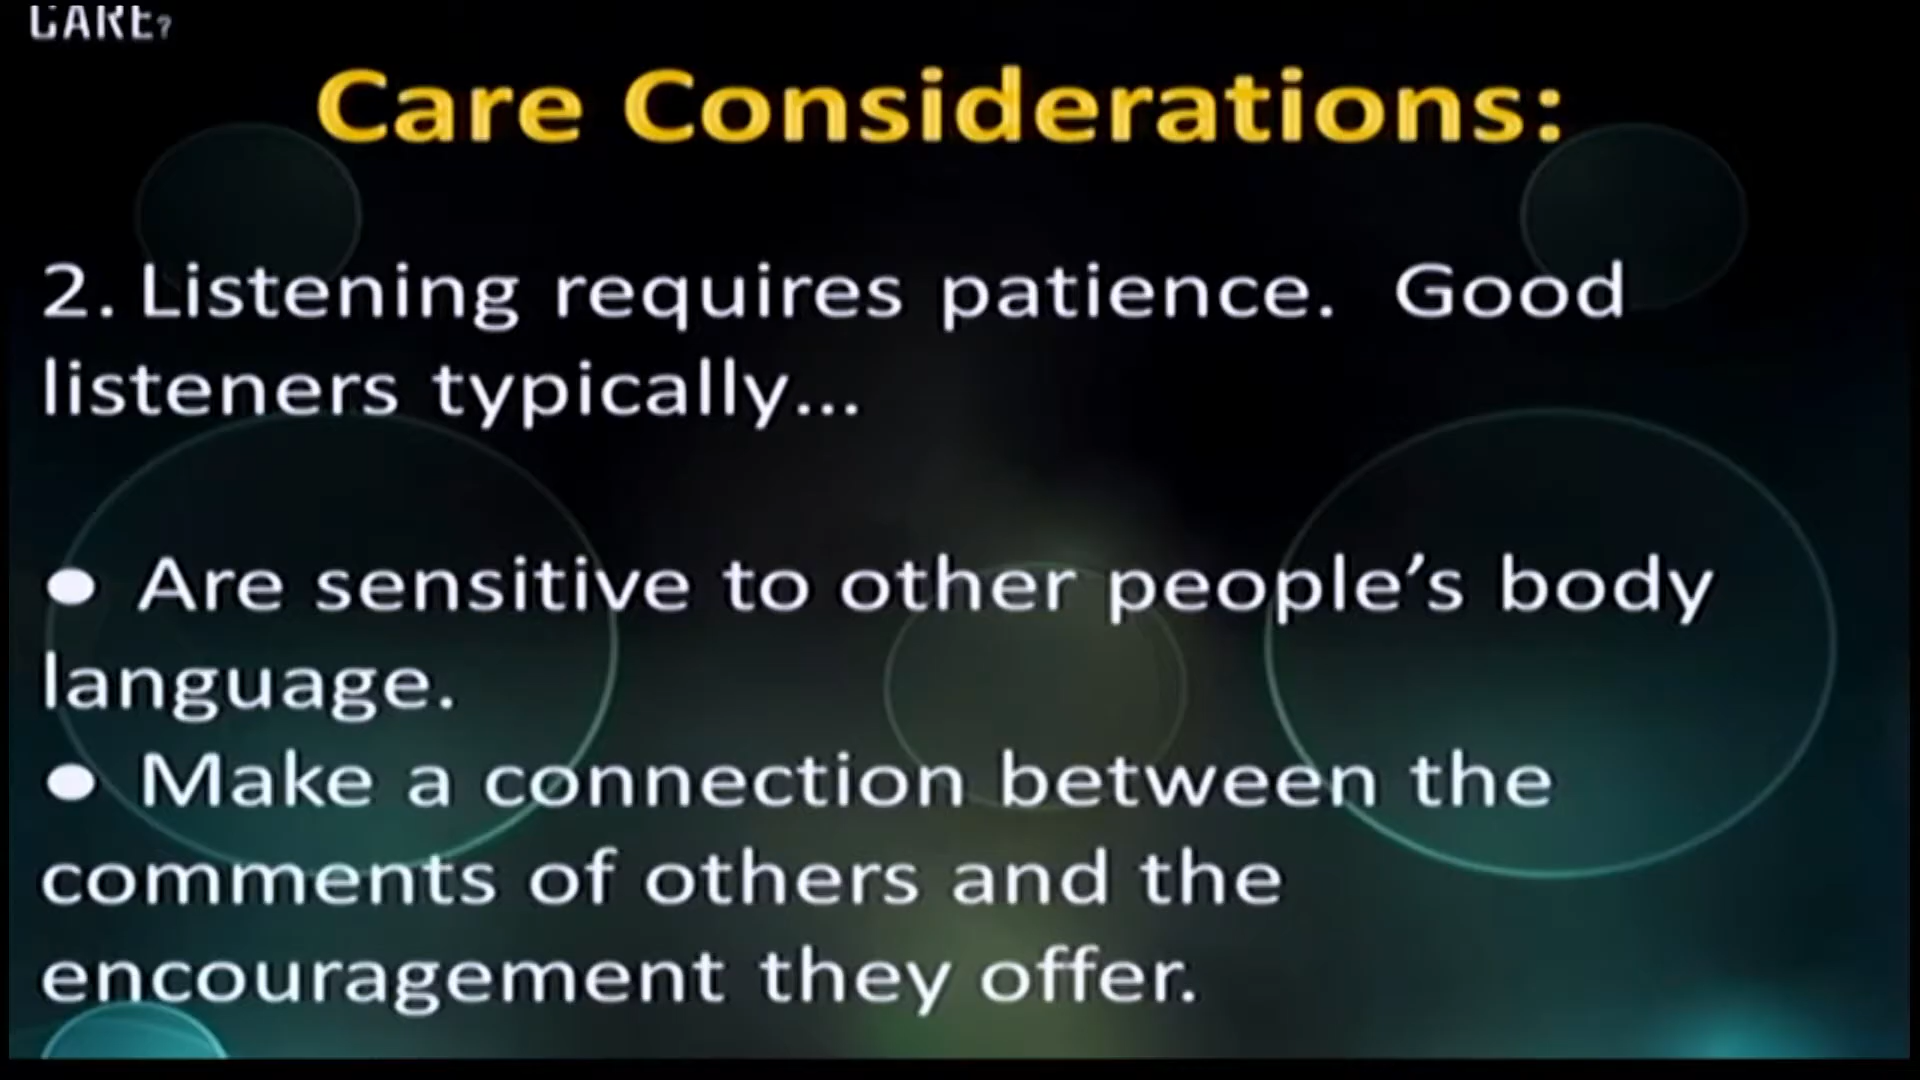 CARE?
Care Considerations:
2. Listening requires patience.  Good
listeners typically...
● Are sensitive to other people’s body
language.
● Make a connection between the
comments of others and the
encouragement they offer.